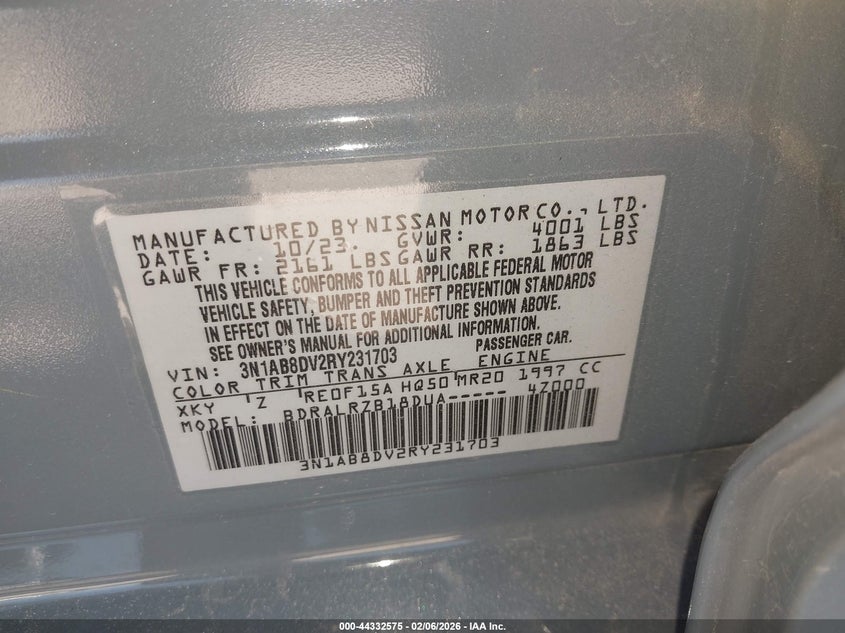 MANUFACTURED BY NISSAN MOTOR CO., LTD.
DATE: 10/23. GVWR: 4001 LBS
GAWR FR: 2161 LBS GAWR RR: 1863 LBS
THIS VEHICLE CONFORMS TO ALL APPLICABLE FEDERAL MOTOR
VEHICLE SAFETY, BUMPER AND THEFT PREVENTION STANDARDS
IN EFFECT ON THE DATE OF MANUFACTURE SHOWN ABOVE.
SEE OWNER'S MANUAL FOR ADDITIONAL INFORMATION.
VIN: 3N1AB8DV2RY231703 PASSENGER CAR.
COLOR TRIM TRANS AXLE ENGINE
XKY Z RE0F15A HQ50 MR20 1997 CC
MODEL: BDRALRZB18DUA----- 4Z000
3N1AB8DV2RY231703
000-44332575 - 02/06/2026 - IAA Inc.